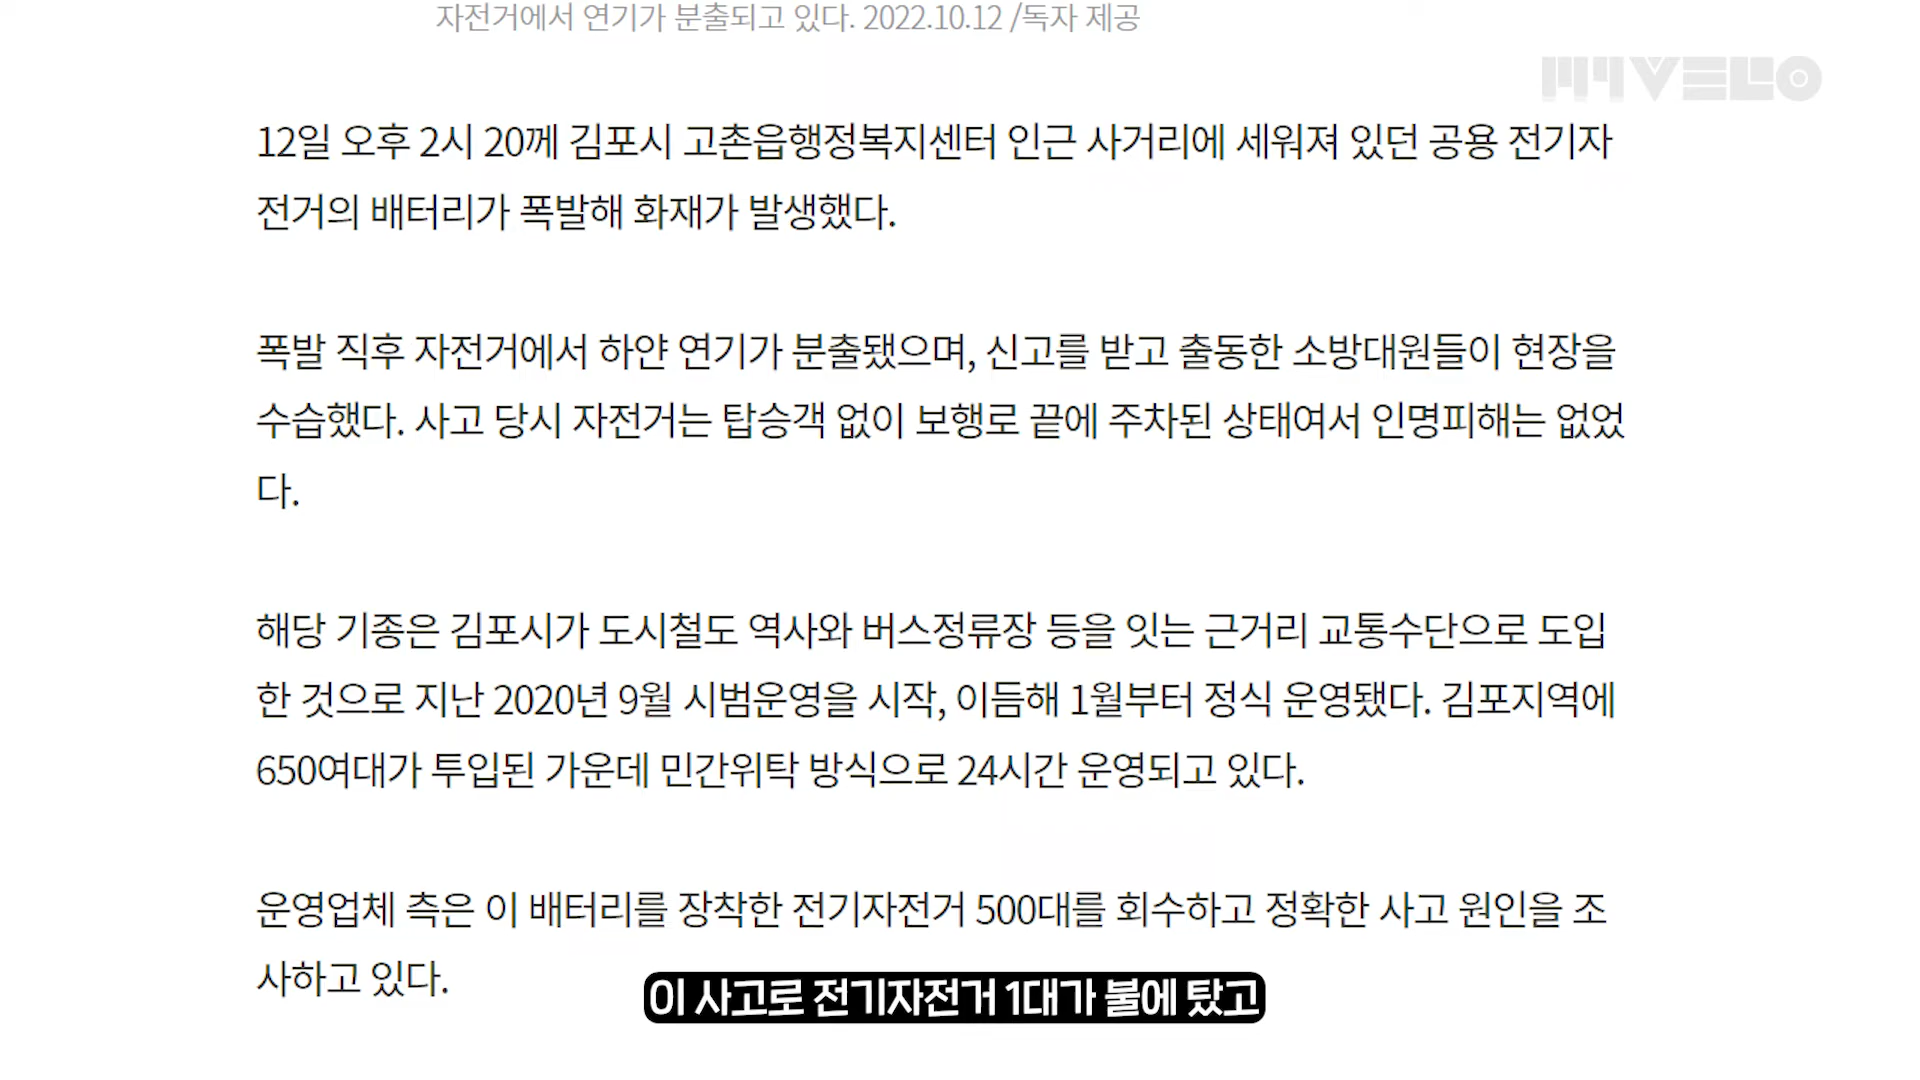 자전거에서 연기가 분출되고 있다. 2022.10.12 /독자 제공
MYVELO
12일 오후 2시 20께 김포시 고촌읍행정복지센터 인근 사거리에 세워져 있던 공용 전기자
전거의 배터리가 폭발해 화재가 발생했다.
폭발 직후 자전거에서 하얀 연기가 분출됐으며, 신고를 받고 출동한 소방대원들이 현장을
수습했다. 사고 당시 자전거는 탑승객 없이 보행로 끝에 주차된 상태여서 인명피해는 없었
다.
해당 기종은 김포시가 도시철도 역사와 버스정류장 등을 잇는 근거리 교통수단으로 도입
한 것으로 지난 2020년 9월 시범운영을 시작, 이듬해 1월부터 정식 운영됐다. 김포지역에
650여대가 투입된 가운데 민간위탁 방식으로 24시간 운영되고 있다.
운영업체 측은 이 배터리를 장착한 전기자전거 500대를 회수하고 정확한 사고 원인을 조
사하고 있다.
이 사고로 전기자전거 1대가 불에 탔고